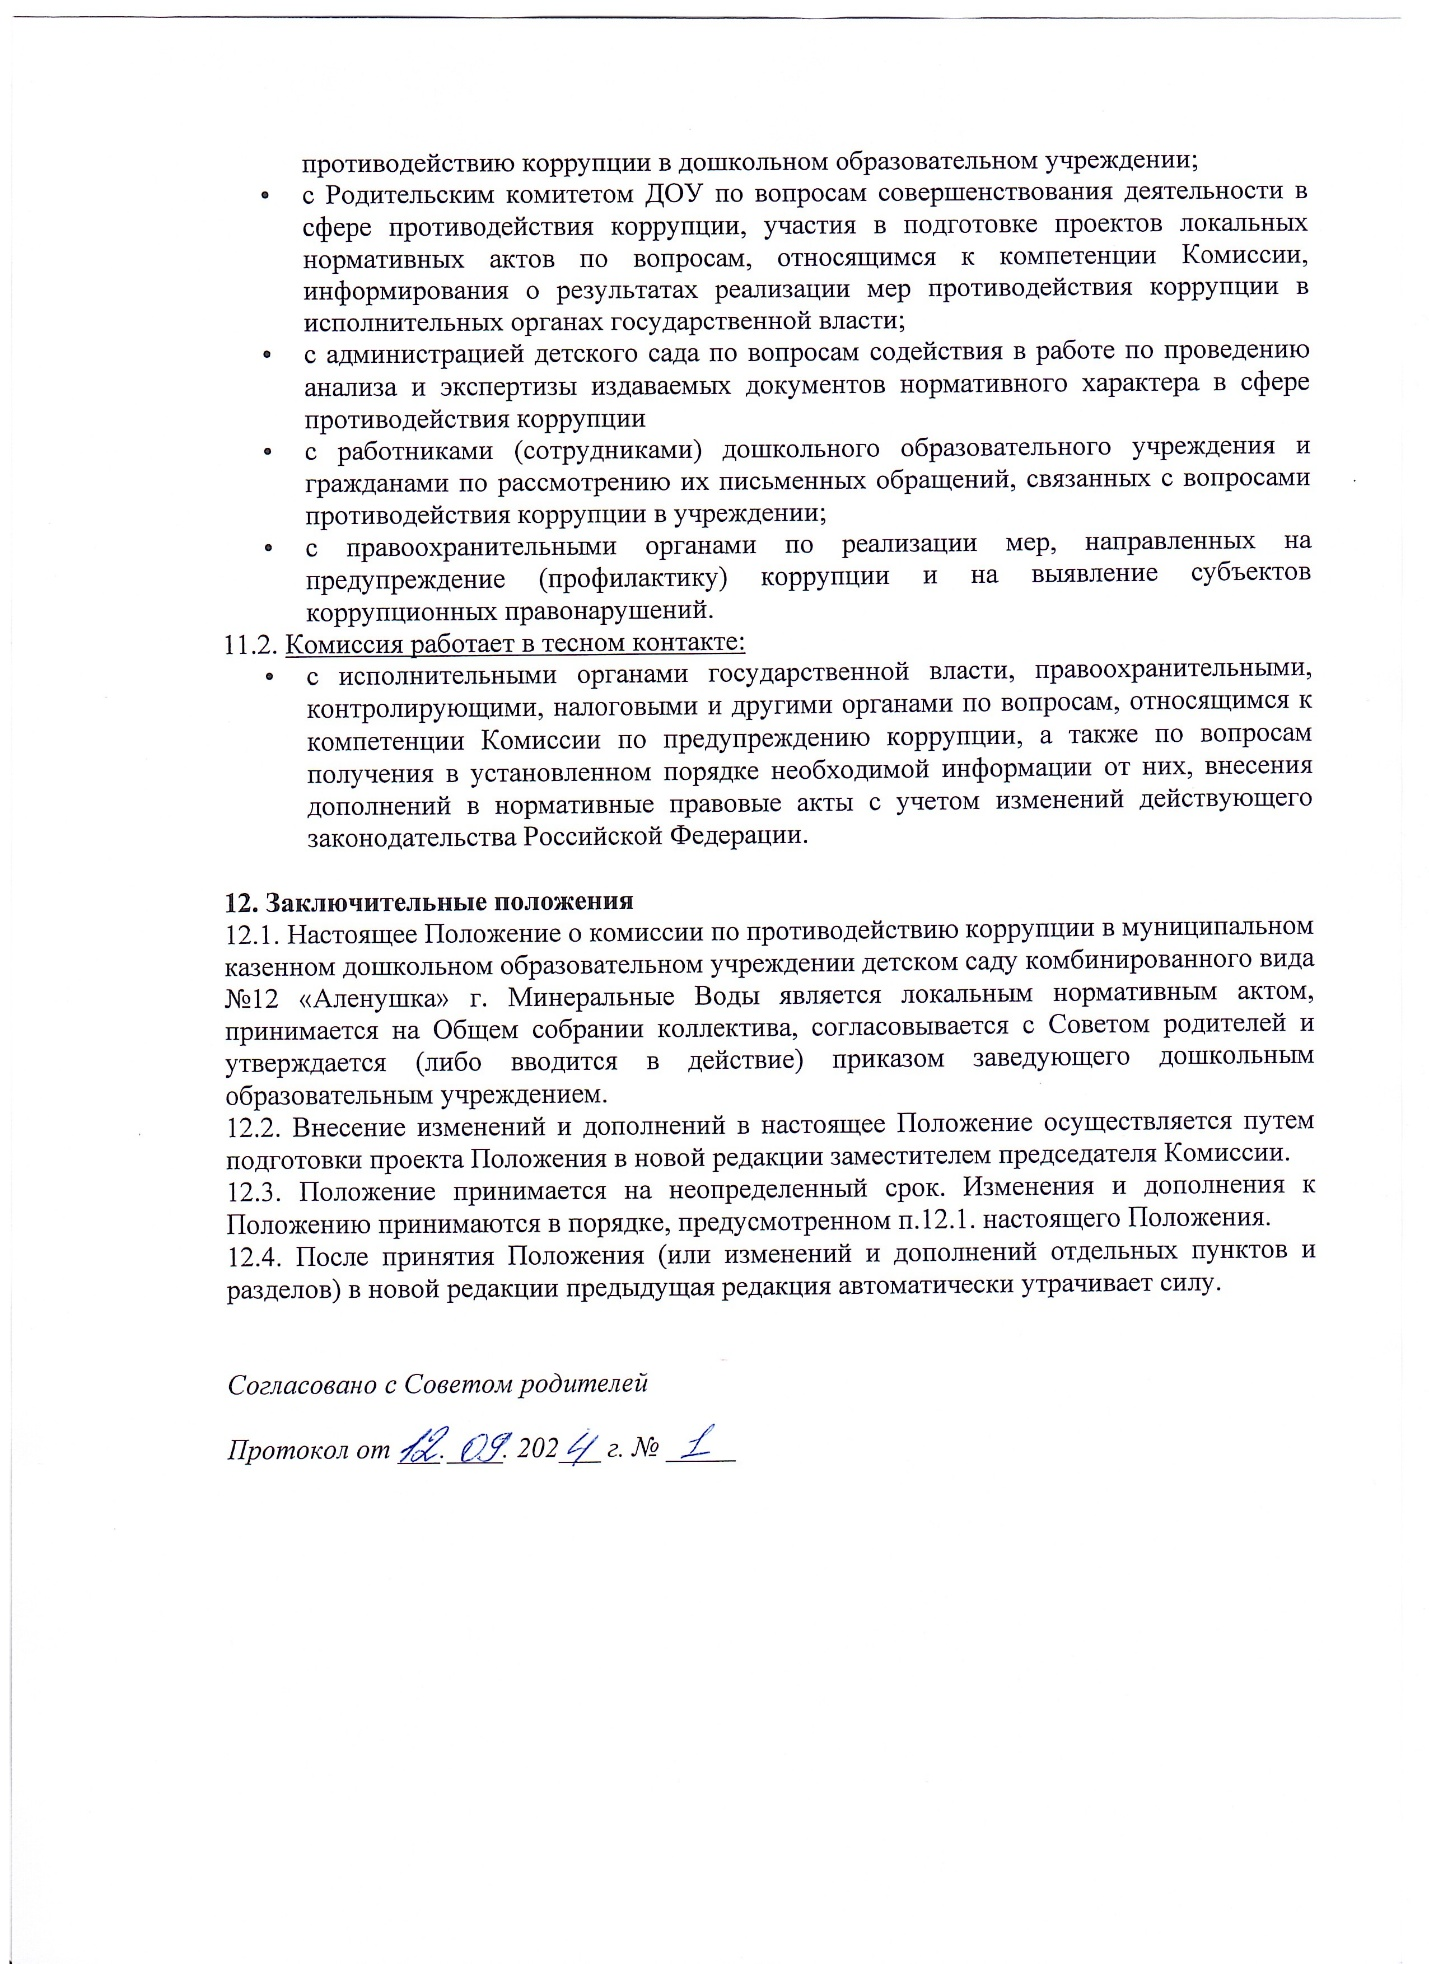 противодействию коррупции в дошкольном образовательном учреждении;
• с Родительским комитетом ДОУ по вопросам совершенствования деятельности в
сфере противодействия коррупции, участия в подготовке проектов локальных
нормативных актов по вопросам, относящимся к компетенции Комиссии,
информирования о результатах реализации мер противодействия коррупции в
исполнительных органах государственной власти;
• с администрацией детского сада по вопросам содействия в работе по проведению
анализа и экспертизы издаваемых документов нормативного характера в сфере
противодействия коррупции
• с работниками (сотрудниками) дошкольного образовательного учреждения и
гражданами по рассмотрению их письменных обращений, связанных с вопросами
противодействия коррупции в учреждении;
• с правоохранительными органами по реализации мер, направленных на
предупреждение (профилактику) коррупции и на выявление субъектов
коррупционных правонарушений.
11.2. Комиссия работает в тесном контакте:
• с исполнительными органами государственной власти, правоохранительными,
контролирующими, налоговыми и другими органами по вопросам, относящимся к
компетенции Комиссии по предупреждению коррупции, а также по вопросам
получения в установленном порядке необходимой информации от них, внесения
дополнений в нормативные правовые акты с учетом изменений действующего
законодательства Российской Федерации.
12. Заключительные положения
12.1. Настоящее Положение о комиссии по противодействию коррупции в муниципальном
казенном дошкольном образовательном учреждении детском саду комбинированного вида
№12 «Аленушка» г. Минеральные Воды является локальным нормативным актом,
принимается на Общем собрании коллектива, согласовывается с Советом родителей и
утверждается (либо вводится в действие) приказом заведующего дошкольным
образовательным учреждением.
12.2. Внесение изменений и дополнений в настоящее Положение осуществляется путем
подготовки проекта Положения в новой редакции заместителем председателя Комиссии.
12.3. Положение принимается на неопределенный срок. Изменения и дополнения к
Положению принимаются в порядке, предусмотренном п.12.1. настоящего Положения.
12.4. После принятия Положения (или изменений и дополнений отдельных пунктов и
разделов) в новой редакции предыдущая редакция автоматически утрачивает силу.
Согласовано с Советом родителей
Протокол от 12. 09. 2024 г. № 1